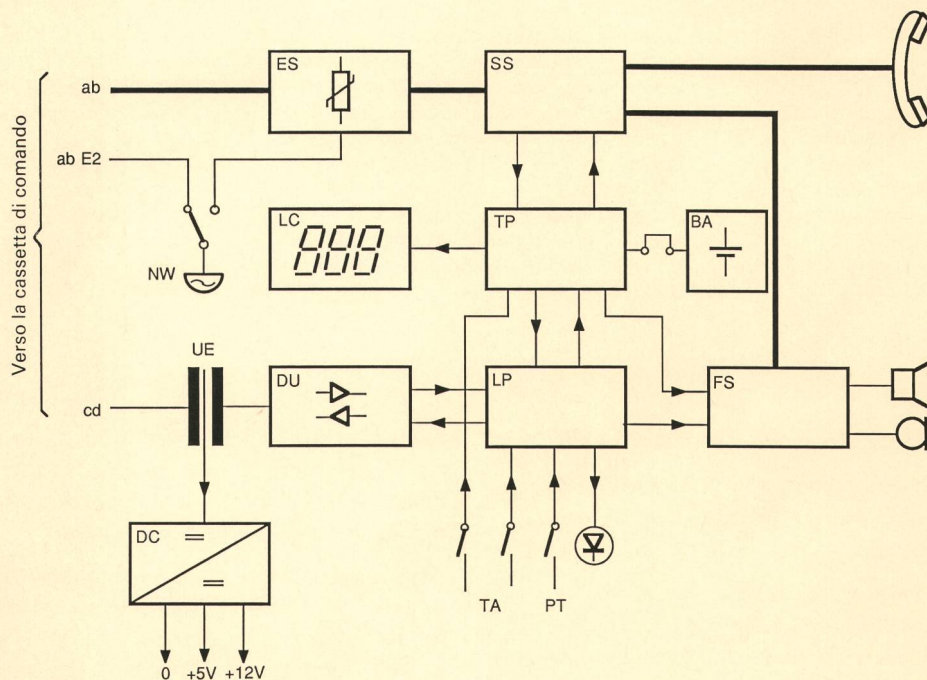 Verso la cassetta di comando
ab
ES
SS
ab E2
NW
LC
TP
BA
UE
cd
DU
LP
FS
DC
TA
PT
0
+5V
+12V